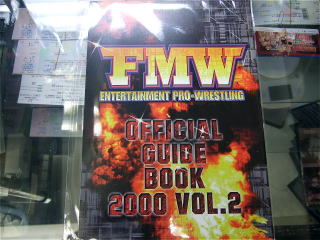 FMW
ENTERTAINMENT PRO-WRESTLING
OFFICIAL
GUIDE
BOOK
2000 VOL.2